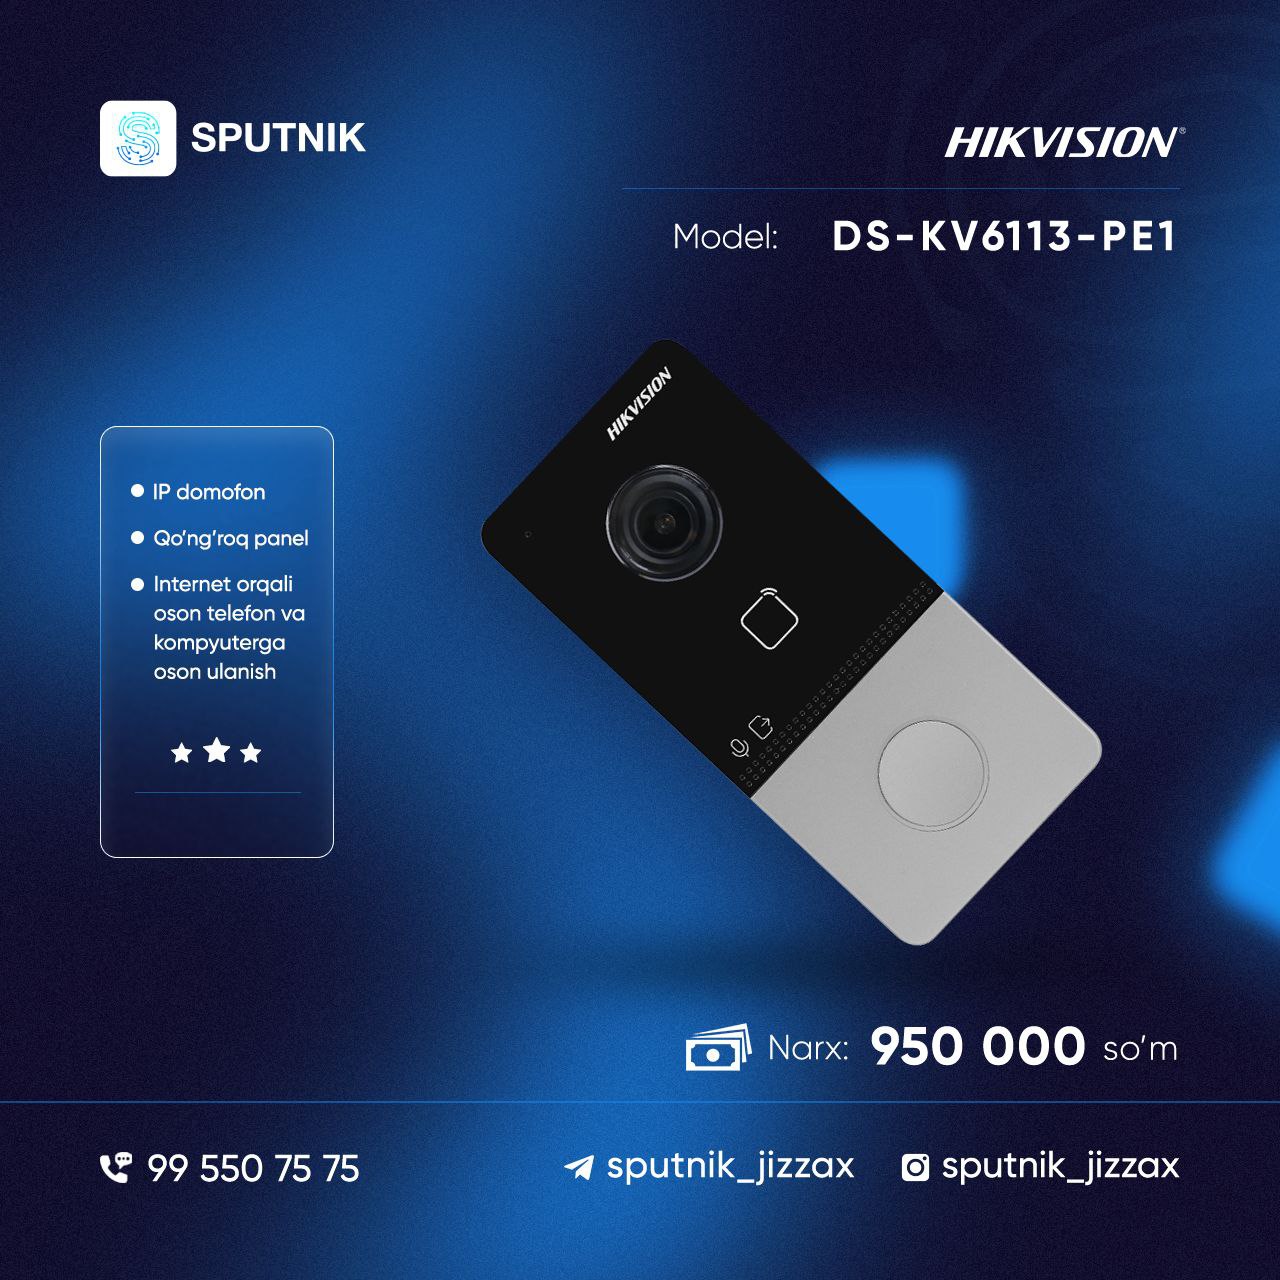 SPUTNIK
HIKVISION®
Model: DS-KV6113-PE1
HIKVISION
IP domofon
Qo‘ng‘roq panel
Internet orqali
oson telefon va
kompyuterga
oson ulanish
Narx: 950 000 so‘m
99 550 75 75
sputnik_jizzax
sputnik_jizzax